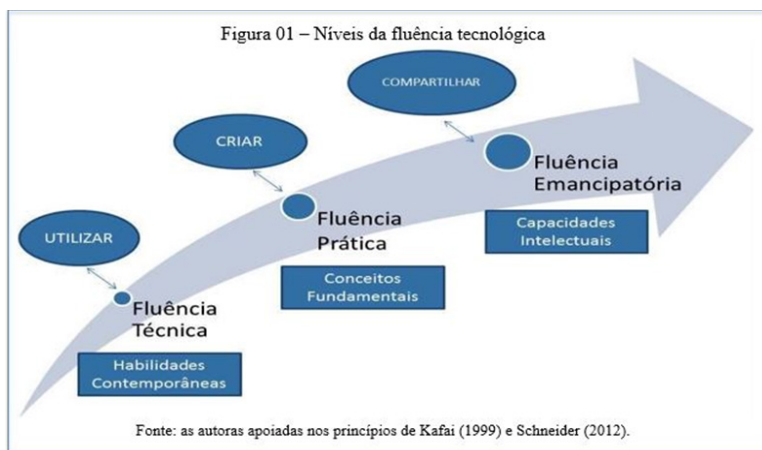 Figura 01 – Níveis da fluência tecnológica
COMPARTILHAR
CRIAR
Fluência
Emancipatória
UTILIZAR
Fluência
Prática
Capacidades
Intelectuais
Fluência
Técnica
Conceitos
Fundamentais
Habilidades
Contemporâneas
Fonte: as autoras apoiadas nos princípios de Kafai (1999) e Schneider (2012).